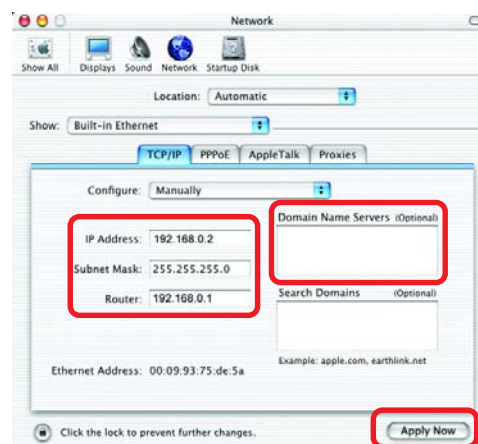 Network
Show All Displays Sound Network Startup Disk
Location: Automatic
Show: Built-in Ethernet
TCP/IP PPPoE AppleTalk Proxies
Configure: Manually
Domain Name Servers (Optional)
IP Address: 192.168.0.2
Subnet Mask: 255.255.255.0
Router: 192.168.0.1
Search Domains (Optional)
Example: apple.com, earthlink.net
Ethernet Address: 00:09:93:75:de:5a
Click the lock to prevent further changes.
Apply Now